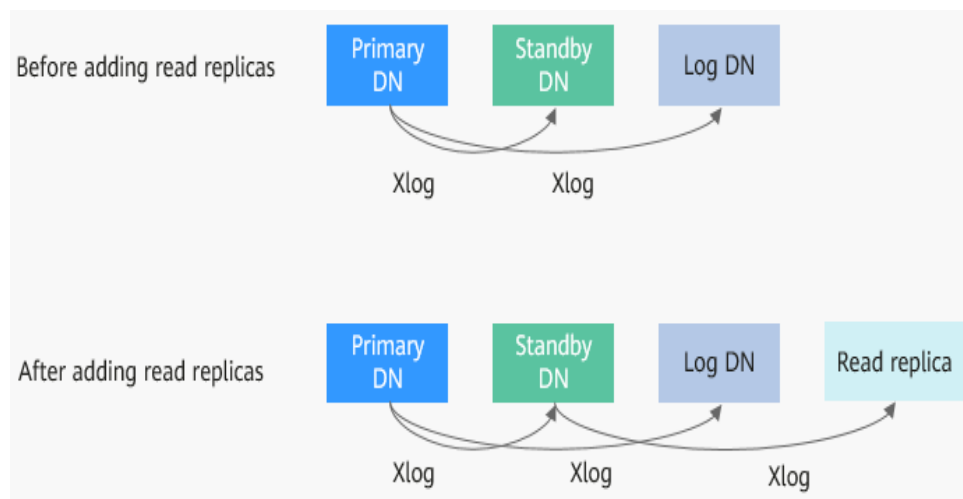 Before adding read replicas
Primary
DN
Standby
DN
Log DN
Xlog
Xlog
After adding read replicas
Primary
DN
Standby
DN
Log DN
Read replica
Xlog
Xlog
Xlog